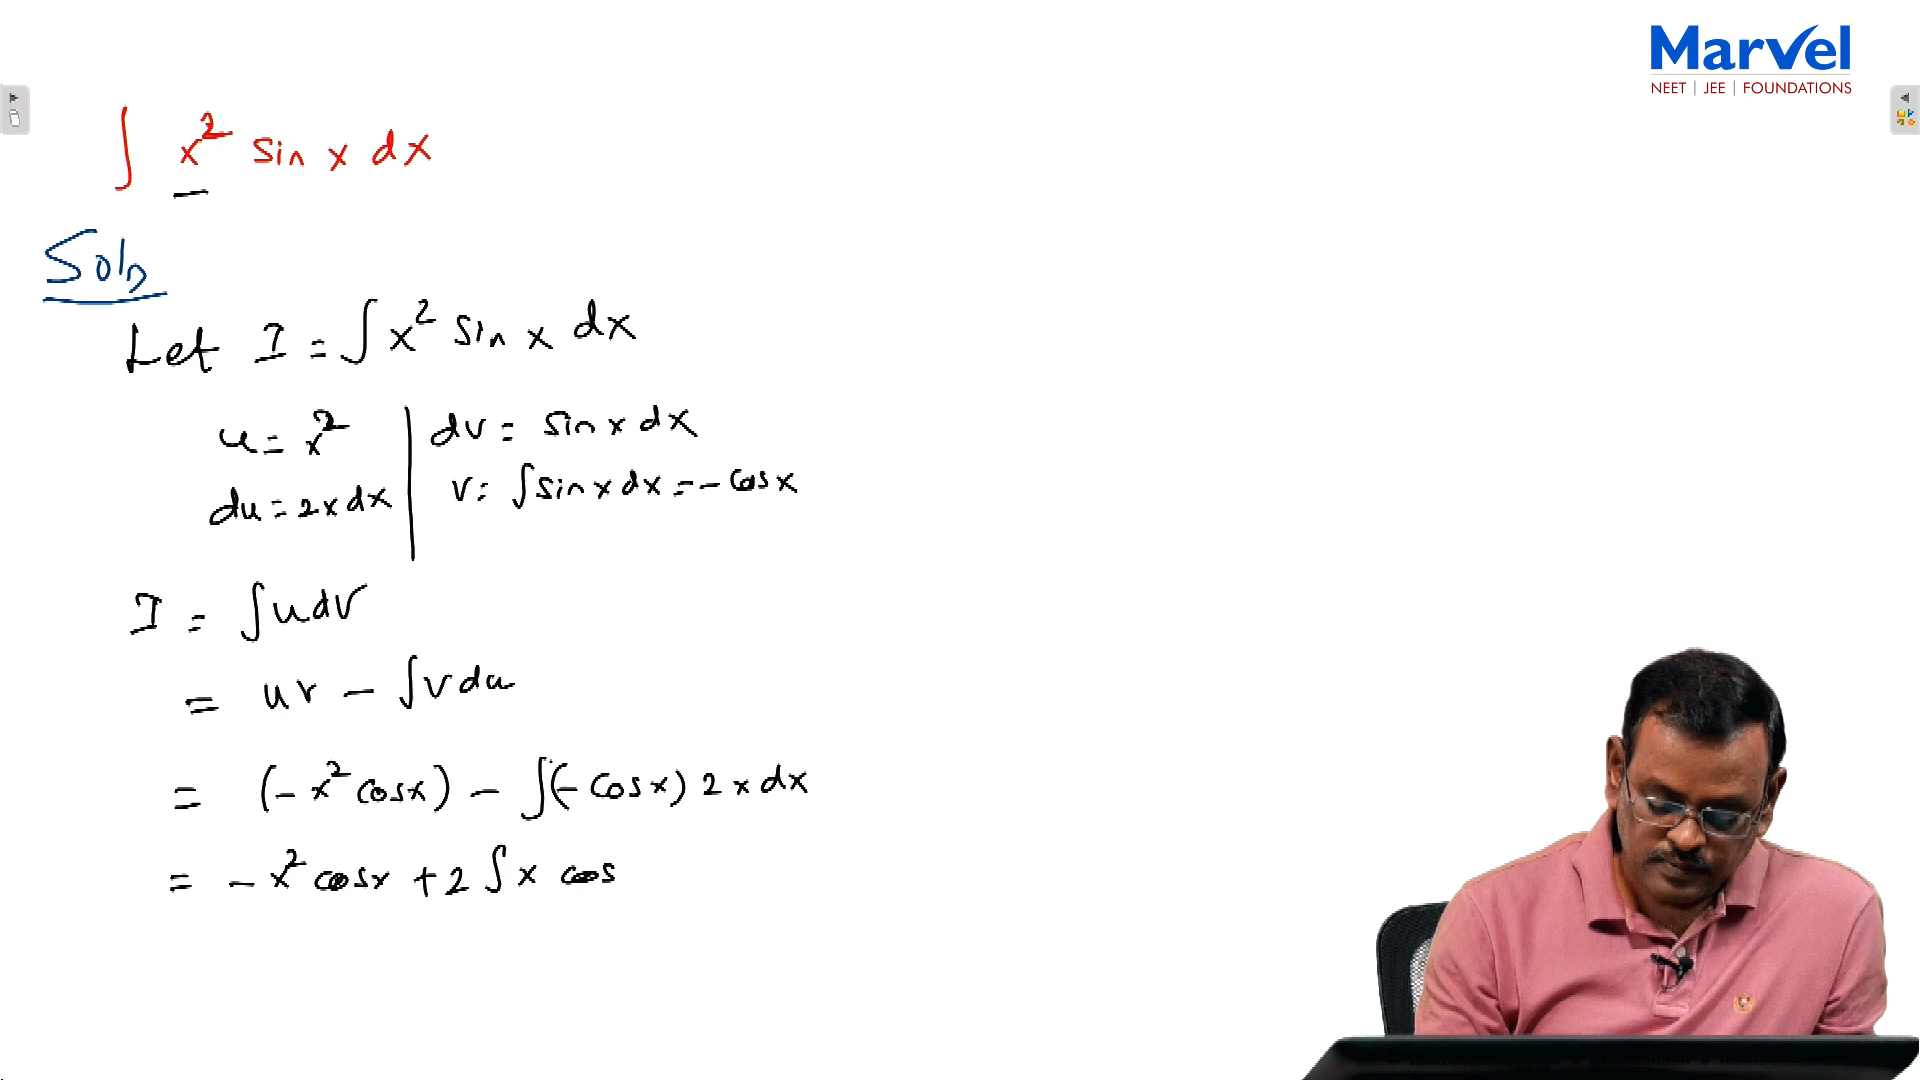 Marvel
NEET | JEE | FOUNDATIONS
∫ x² sin x dx
Soln
Let I = ∫ x² sin x dx
u = x² | dv = sin x dx
du = 2x dx | v = ∫ sin x dx = - cos x
I = ∫ u dv
= uv - ∫ v du
= (- x² cos x) - ∫ (- cos x) 2 x dx
= - x² cos x + 2 ∫ x cos